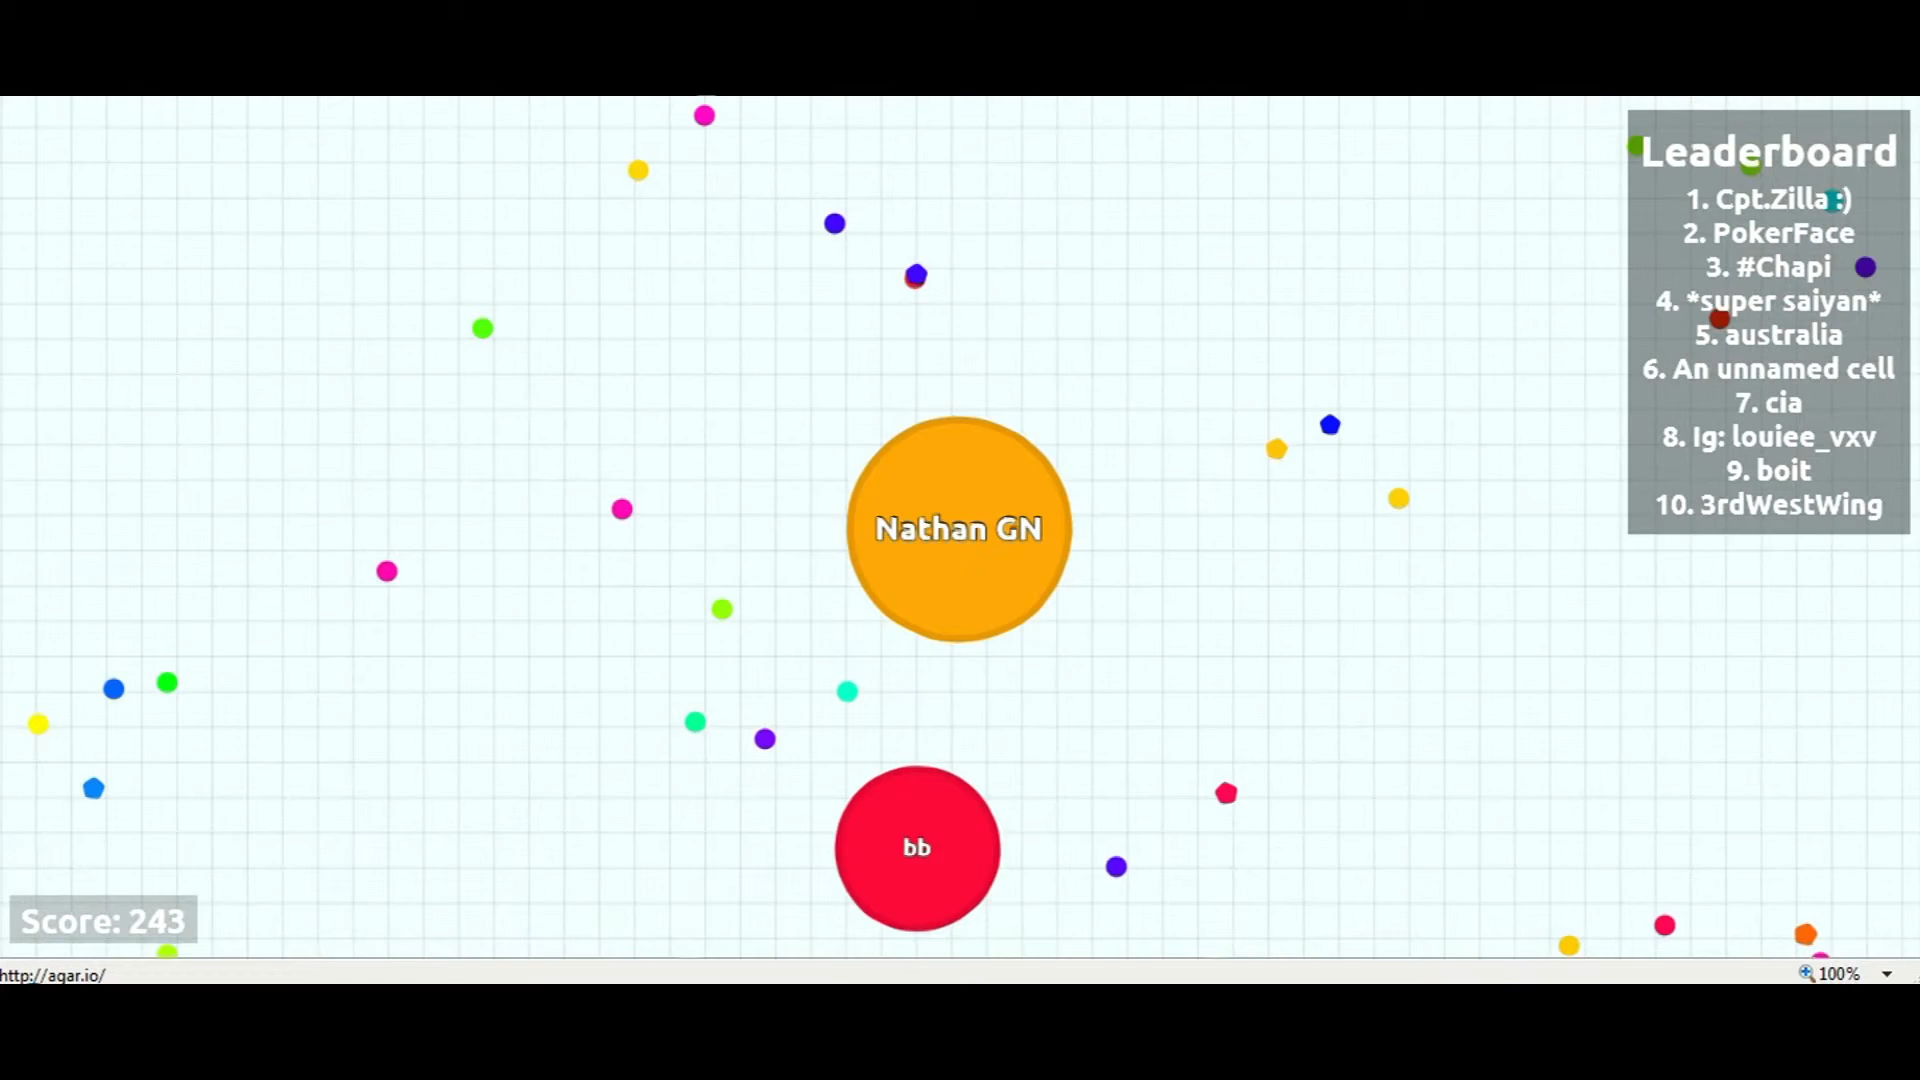 Leaderboard
1. Cpt.Zilla :)
2. PokerFace
3. #Chapi
4. *super saiyan*
5. australia
6. An unnamed cell
7. cia
8. Ig: louiee_vxv
9. boit
10. 3rdWestWing
Nathan GN
bb
Score: 243
http://agar.io/
100%